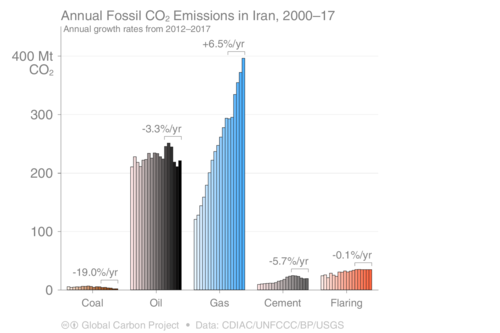 Annual Fossil CO₂ Emissions in Iran, 2000–17
Annual growth rates from 2012–2017
+6.5%/yr
400 Mt
CO₂
300
-3.3%/yr
200
100
-19.0%/yr
-5.7%/yr
-0.1%/yr
0
Coal Oil Gas Cement Flaring
Global Carbon Project • Data: CDIAC/UNFCCC/BP/USGS